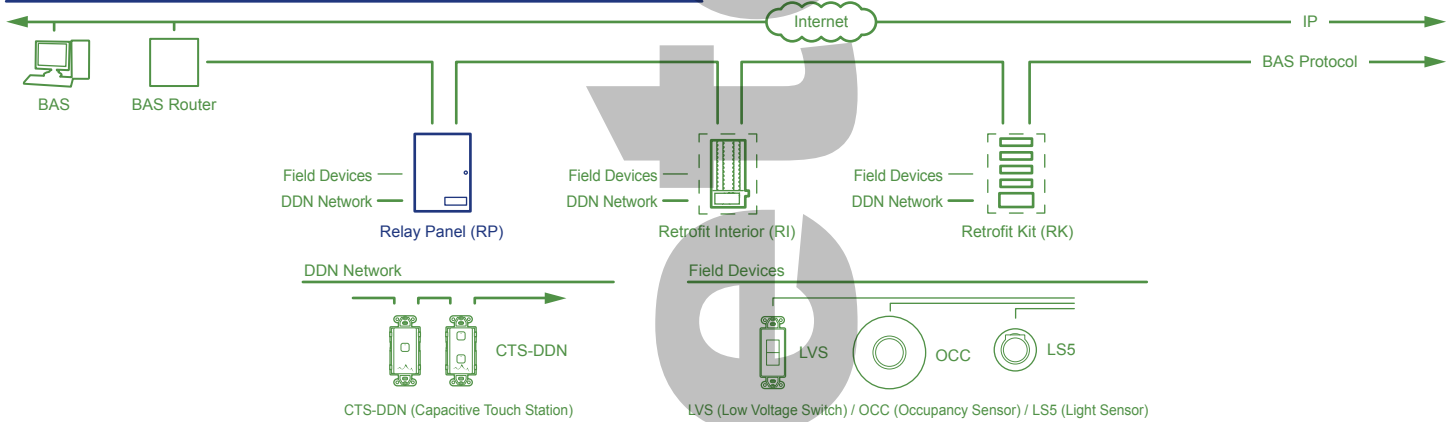 Internet
IP
BAS Protocol
BAS
BAS Router
Field Devices
DDN Network
Relay Panel (RP)
Field Devices
DDN Network
Retrofit Interior (RI)
Field Devices
DDN Network
Retrofit Kit (RK)
DDN Network
CTS-DDN
CTS-DDN (Capacitive Touch Station)
Field Devices
LVS
OCC
LS5
LVS (Low Voltage Switch) / OCC (Occupancy Sensor) / LS5 (Light Sensor)